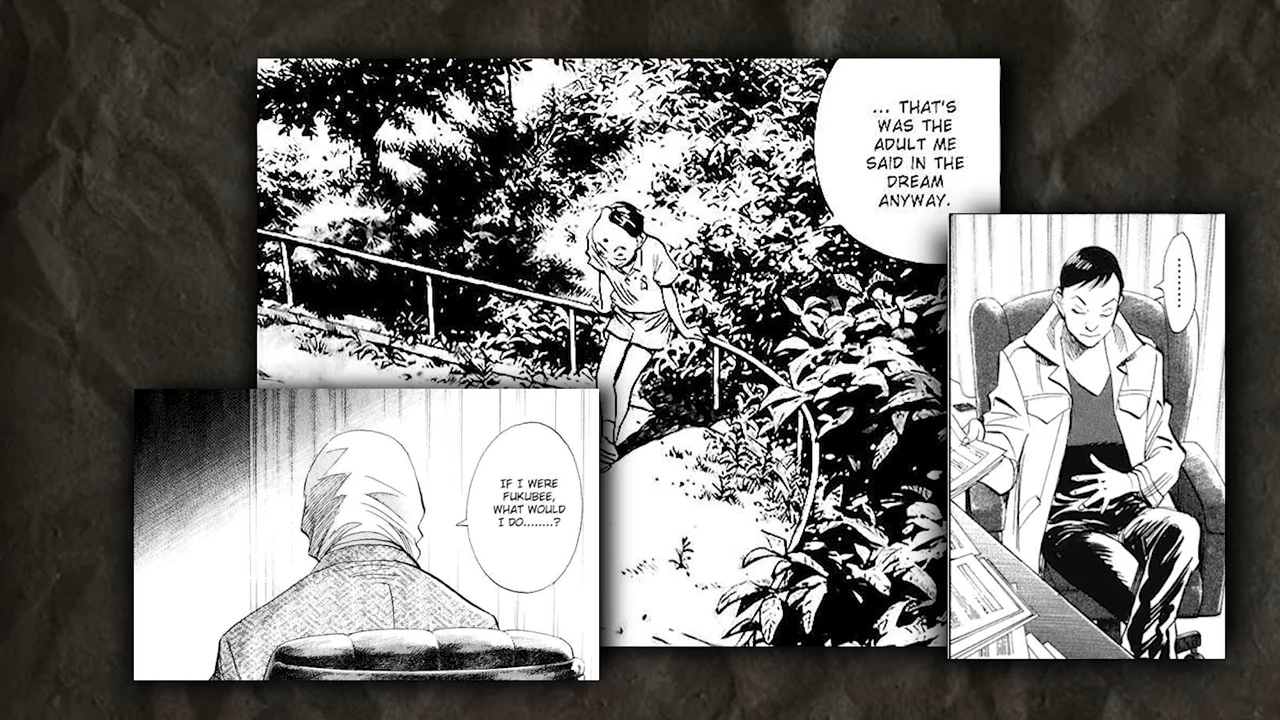 ... THAT'S
WAS THE
ADULT ME
SAID IN THE
DREAM
ANYWAY.
IF I WERE
FUKUBEE,
WHAT WOULD
I DO........?
........